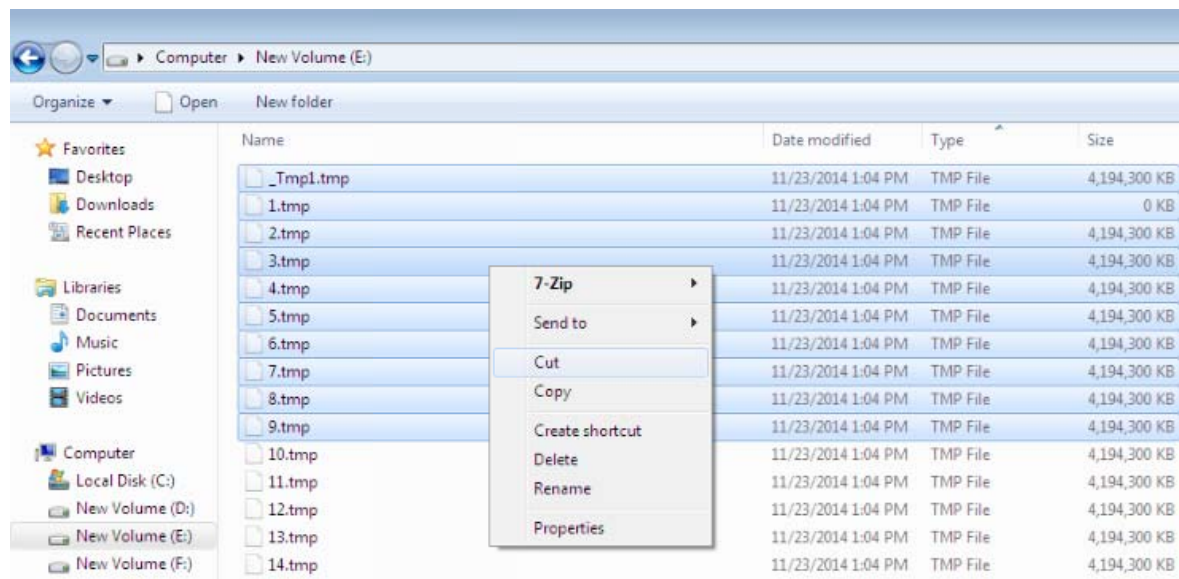 Computer ▸ New Volume (E:)
Organize ▾ Open New folder
Favorites
Desktop
Downloads
Recent Places
Libraries
Documents
Music
Pictures
Videos
Computer
Local Disk (C:)
New Volume (D:)
New Volume (E:)
New Volume (F:)
Name Date modified Type Size
_Tmp1.tmp 11/23/2014 1:04 PM TMP File 4,194,300 KB
1.tmp 11/23/2014 1:04 PM TMP File 0 KB
2.tmp 11/23/2014 1:04 PM TMP File 4,194,300 KB
3.tmp 11/23/2014 1:04 PM TMP File 4,194,300 KB
4.tmp 11/23/2014 1:04 PM TMP File 4,194,300 KB
5.tmp 11/23/2014 1:04 PM TMP File 4,194,300 KB
6.tmp 11/23/2014 1:04 PM TMP File 4,194,300 KB
7.tmp 11/23/2014 1:04 PM TMP File 4,194,300 KB
8.tmp 11/23/2014 1:04 PM TMP File 4,194,300 KB
9.tmp 11/23/2014 1:04 PM TMP File 4,194,300 KB
10.tmp 11/23/2014 1:04 PM TMP File 4,194,300 KB
11.tmp 11/23/2014 1:04 PM TMP File 4,194,300 KB
12.tmp 11/23/2014 1:04 PM TMP File 4,194,300 KB
13.tmp 11/23/2014 1:04 PM TMP File 4,194,300 KB
14.tmp 11/23/2014 1:04 PM TMP File 4,194,300 KB
7-Zip
Send to
Cut
Copy
Create shortcut
Delete
Rename
Properties